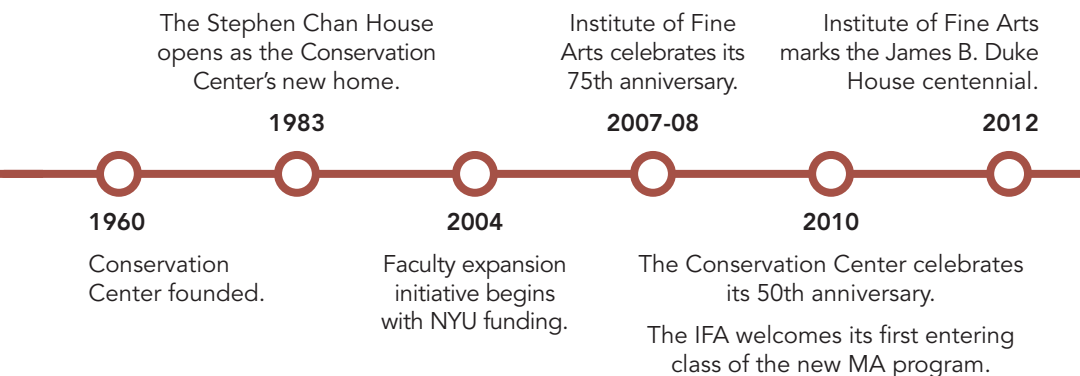 The Stephen Chan House
opens as the Conservation
Center's new home.
1983
Institute of Fine
Arts celebrates its
75th anniversary.
2007-08
Institute of Fine Arts
marks the James B. Duke
House centennial.
2012
1960
Conservation
Center founded.
2004
Faculty expansion
initiative begins
with NYU funding.
2010
The Conservation Center celebrates
its 50th anniversary.
The IFA welcomes its first entering
class of the new MA program.